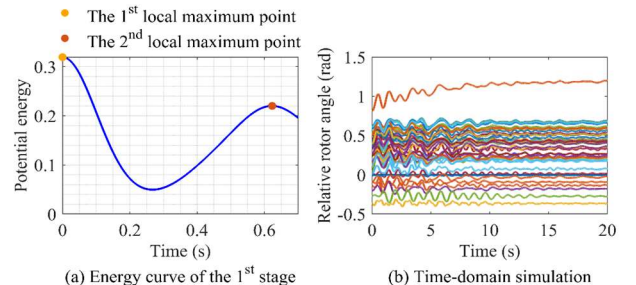 The 1st local maximum point
The 2nd local maximum point
0.3
0.2
0.1
0
Potential energy
0 0.2 0.4 0.6
Time (s)
(a) Energy curve of the 1st stage
1.5
1
0.5
0
-0.5
Relative rotor angle (rad)
0 5 10 15 20
Time (s)
(b) Time-domain simulation